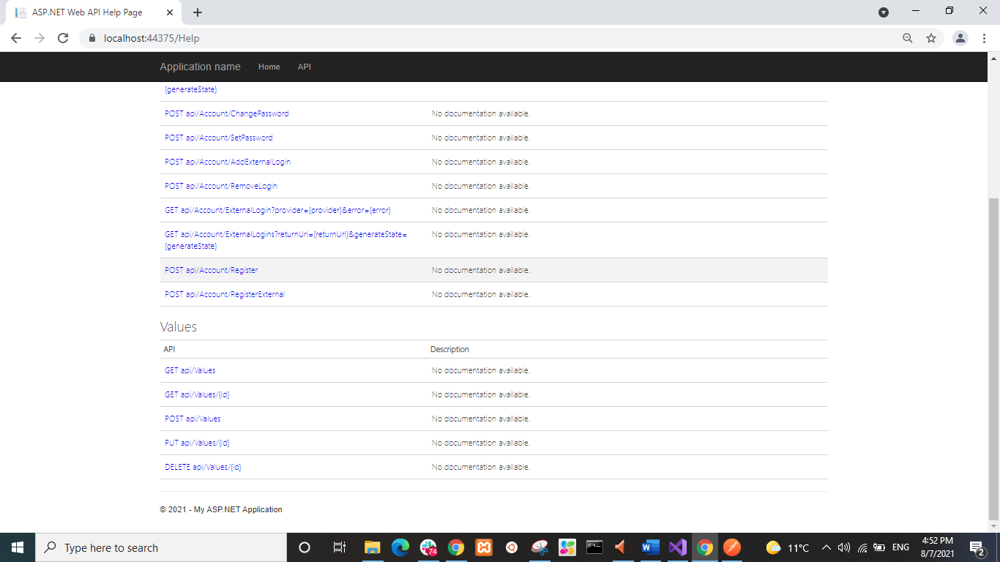 ASP.NET Web API Help Page
localhost:44375/Help
Application name Home API
{generateState}
POST api/Account/ChangePassword No documentation available.
POST api/Account/SetPassword No documentation available.
POST api/Account/AddExternalLogin No documentation available.
POST api/Account/RemoveLogin No documentation available.
GET api/Account/ExternalLogin?provider={provider}&error={error} No documentation available.
GET api/Account/ExternalLogins?returnUrl={returnUrl}&generateState= No documentation available.
{generateState}
POST api/Account/Register No documentation available.
POST api/Account/RegisterExternal No documentation available.
Values
API Description
GET api/Values No documentation available.
GET api/Values/{id} No documentation available.
POST api/Values No documentation available.
PUT api/Values/{id} No documentation available.
DELETE api/Values/{id} No documentation available.
© 2021 - My ASP.NET Application
Type here to search 74 11°C ENG 4:52 PM 2
8/7/2021